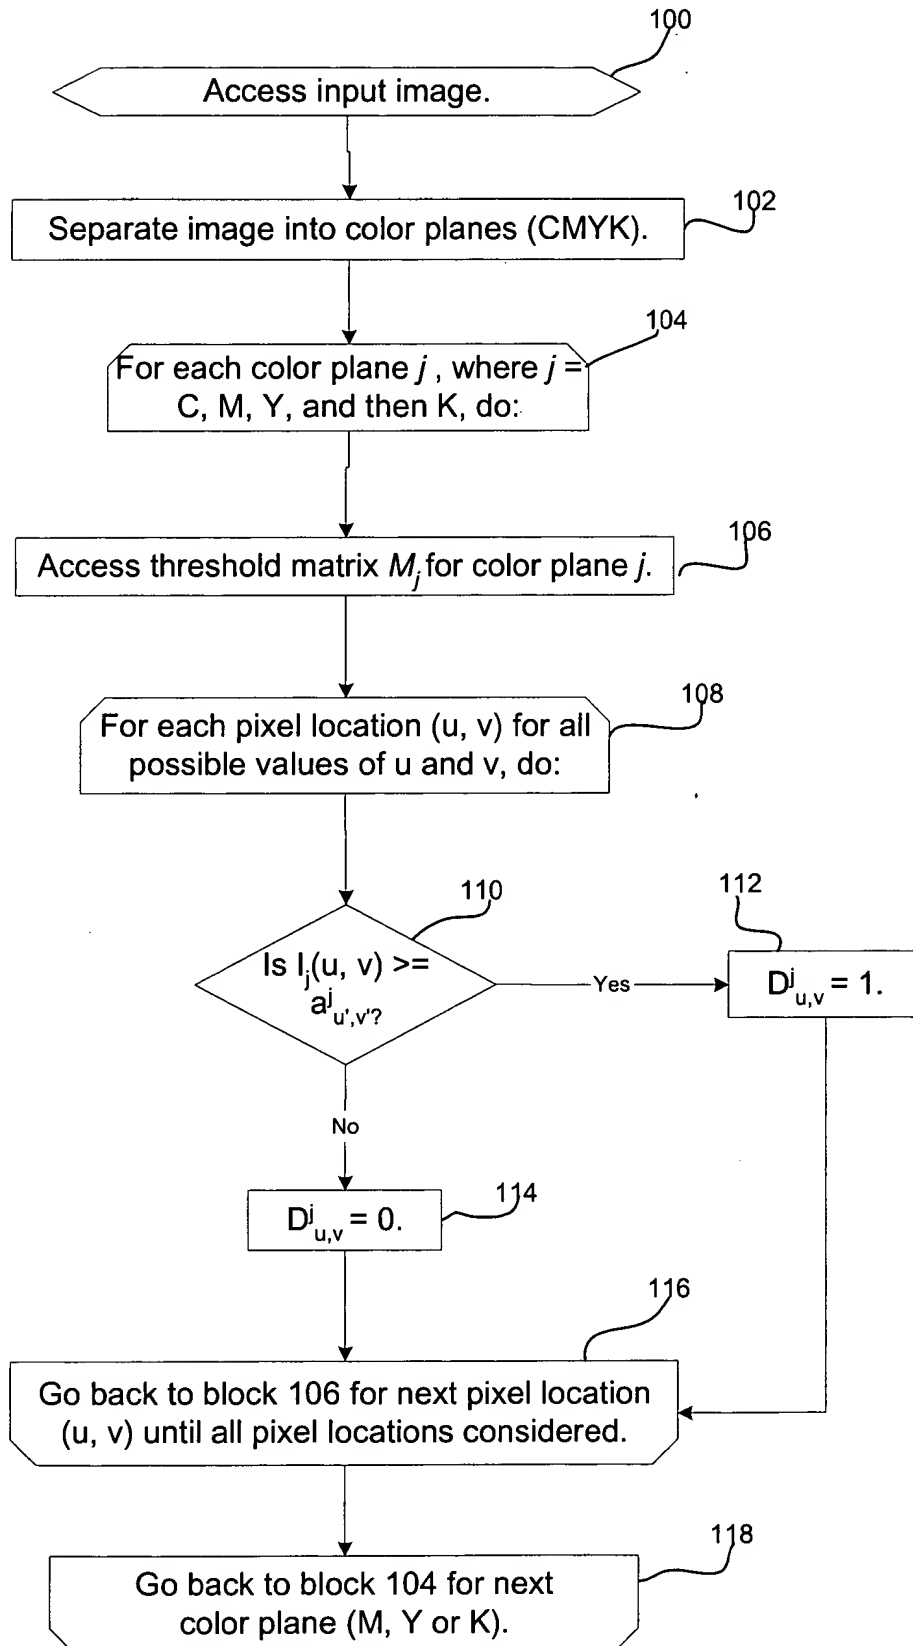 100
Access input image.
102
Separate image into color planes (CMYK).
104
For each color plane j , where j =
C, M, Y, and then K, do:
106
Access threshold matrix Mj for color plane j.
108
For each pixel location (u, v) for all
possible values of u and v, do:
110
112
Is Ij(u, v) >=
a^j u',v'?
Yes
D^j u,v = 1.
No
114
D^j u,v = 0.
116
Go back to block 106 for next pixel location
(u, v) until all pixel locations considered.
118
Go back to block 104 for next
color plane (M, Y or K).